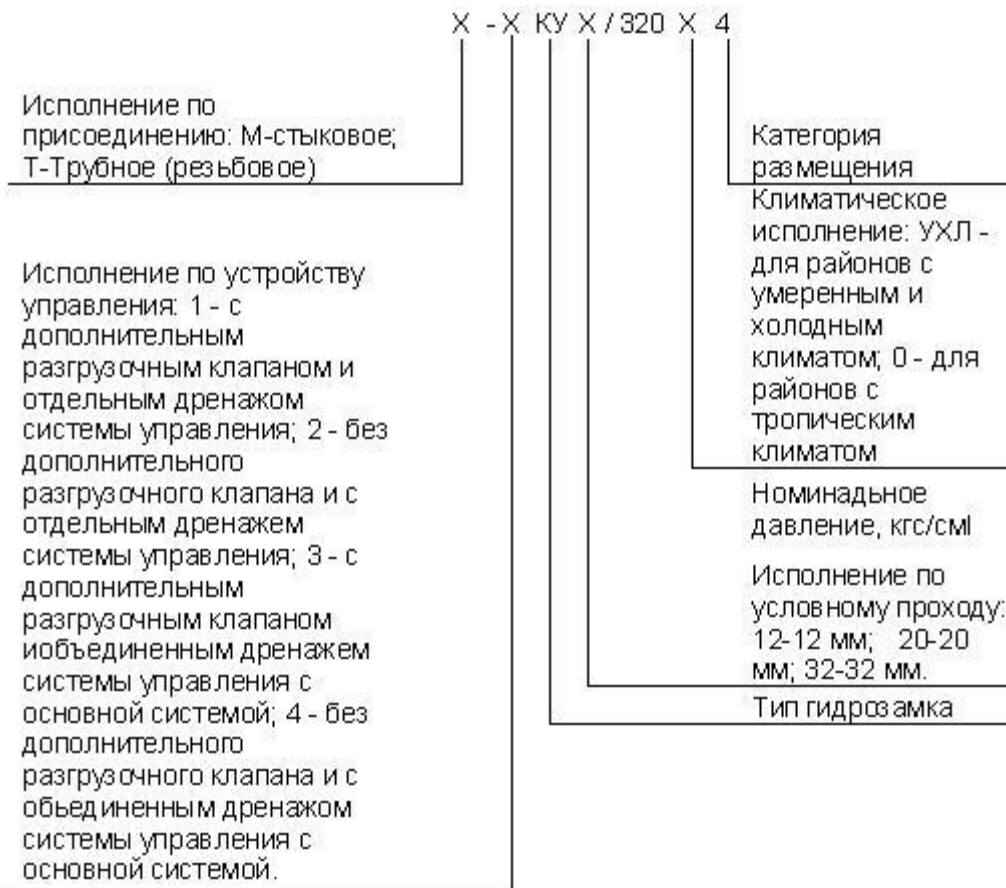 Х - Х КУ Х / 320 Х 4
Исполнение по
присоединению: М-стыковое;
Т-Трубное (резьбовое)
Исполнение по устройству
управления: 1 - с
дополнительным
разгрузочным клапаном и
отдельным дренажом
системы управления; 2 - без
дополнительного
разгрузочного клапана и с
отдельным дренажем
системы управления; 3 - с
дополнительным
разгрузочным клапаном
иобъединенным дренажем
системы управления с
основной системой; 4 - без
дополнительного
разгрузочного клапана и с
обьединенным дренажом
системы управления с
основной системой.
Категория
размещения
Климатическое
исполнение: УХЛ -
для районов с
умеренным и
холодным
климатом; 0 - для
районов с
тропическим
климатом
Номинадьное
давление, кгс/смl
Исполнение по
условному проходу:
12-12 мм; 20-20
мм; 32-32 мм.
Тип гидрозамка